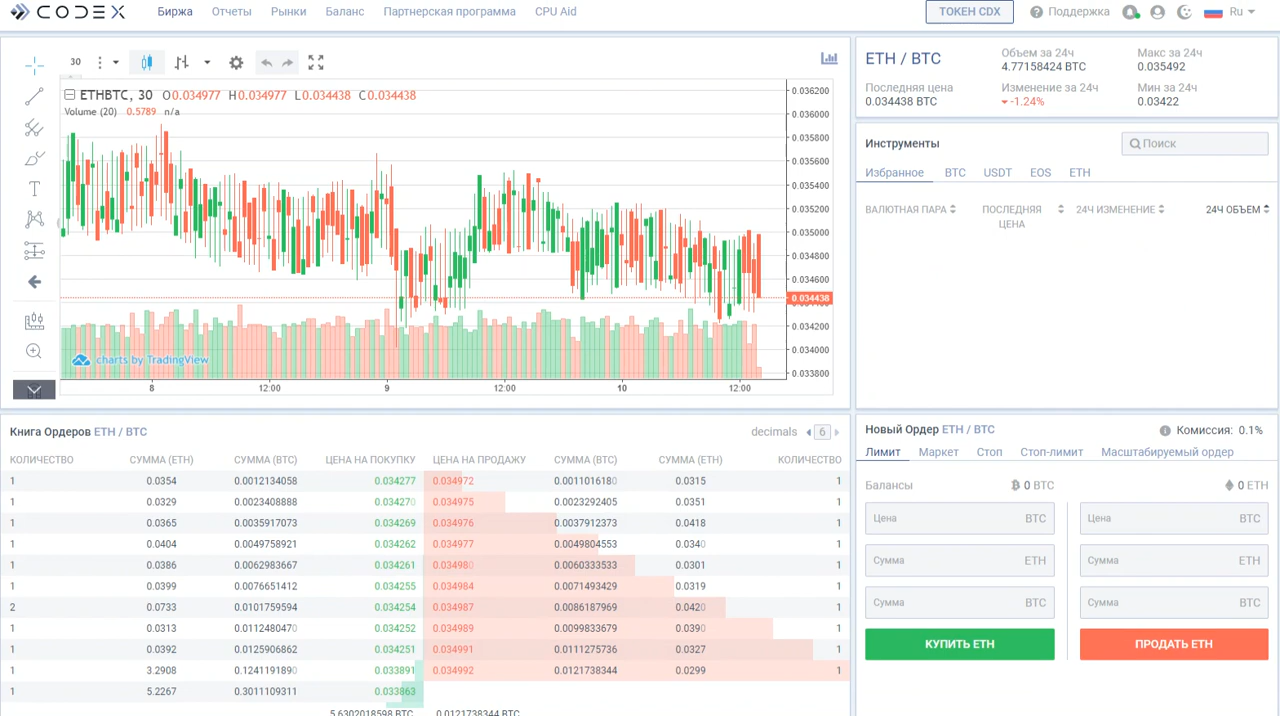 CODEX Биржа Отчеты Рынки Баланс Партнерская программа CPU Aid ТОКЕН CDX Поддержка Ru
30
ETHBTC, 30 O0.034977 H0.034977 L0.034438 C0.034438
Volume (20) 0.5789 n/a
0.036200
0.036000
0.035800
0.035600
0.035400
0.035200
0.035000
0.034800
0.034600
0.034438
0.034200
0.034000
0.033800
charts by TradingView
8 12:00 9 12:00 10 12:00
ETH / BTC
Последняя цена
0.034438 BTC
Объем за 24ч
4.77158424 BTC
Изменение за 24ч
-1.24%
Макс за 24ч
0.035492
Мин за 24ч
0.03422
Инструменты Поиск
Избранное BTC USDT EOS ETH
ВАЛЮТНАЯ ПАРА ПОСЛЕДНЯЯ ЦЕНА 24Ч ИЗМЕНЕНИЕ 24Ч ОБЪЕМ
Книга Ордеров ETH / BTC decimals 6
КОЛИЧЕСТВО СУММА (ETH) СУММА (BTC) ЦЕНА НА ПОКУПКУ ЦЕНА НА ПРОДАЖУ СУММА (BTC) СУММА (ETH) КОЛИЧЕСТВО
1 0.0354 0.0012134058 0.034277 0.034972 0.0011016180 0.0315 1
1 0.0329 0.0023408888 0.034270 0.034975 0.0023292405 0.0351 1
1 0.0365 0.0035917073 0.034269 0.034976 0.0037912373 0.0418 1
1 0.0404 0.0049758921 0.034262 0.034977 0.0049804553 0.0340 1
1 0.0386 0.0062983667 0.034261 0.034980 0.0060333533 0.0301 1
1 0.0399 0.0076651412 0.034255 0.034984 0.0071493429 0.0319 1
2 0.0733 0.0101759594 0.034254 0.034987 0.0086187969 0.0420 1
1 0.0313 0.0112480470 0.034252 0.034989 0.0099833679 0.0390 1
1 0.0392 0.0125906862 0.034251 0.034991 0.0111275736 0.0327 1
1 3.2908 0.1241191890 0.033891 0.034992 0.0121738344 0.0299 1
1 5.2267 0.3011109311 0.033863
5.6302018598 BTC 0.0121738344 BTC
Новый Ордер ETH / BTC Комиссия: 0.1%
Лимит Маркет Стоп Стоп-лимит Масштабируемый ордер
Балансы 0 BTC 0 ETH
Цена BTC Цена BTC
Сумма ETH Сумма ETH
Сумма BTC Сумма BTC
КУПИТЬ ETH ПРОДАТЬ ETH